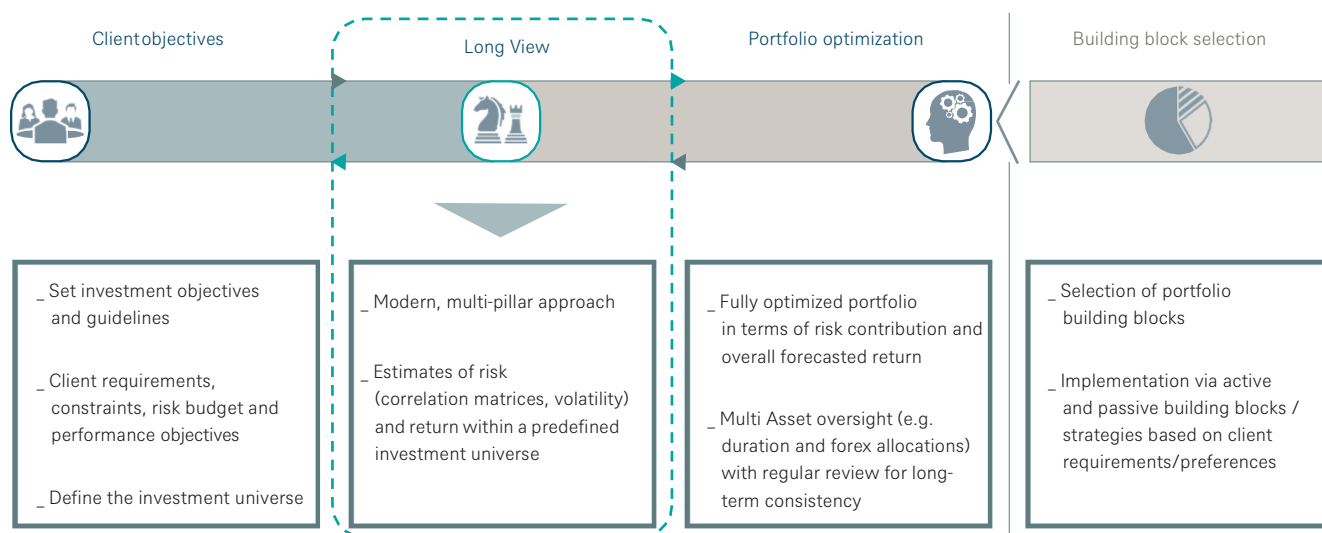 Client objectives
Long View
Portfolio optimization
Building block selection
_ Set investment objectives
and guidelines
_ Client requirements,
constraints, risk budget and
performance objectives
_ Define the investment universe
_ Modern, multi-pillar approach
_ Estimates of risk
(correlation matrices, volatility)
and return within a predefined
investment universe
_ Fully optimized portfolio
in terms of risk contribution and
overall forecasted return
_ Multi Asset oversight (e.g.
duration and forex allocations)
with regular review for long-
term consistency
_ Selection of portfolio
building blocks
_ Implementation via active
and passive building blocks /
strategies based on client
requirements/preferences